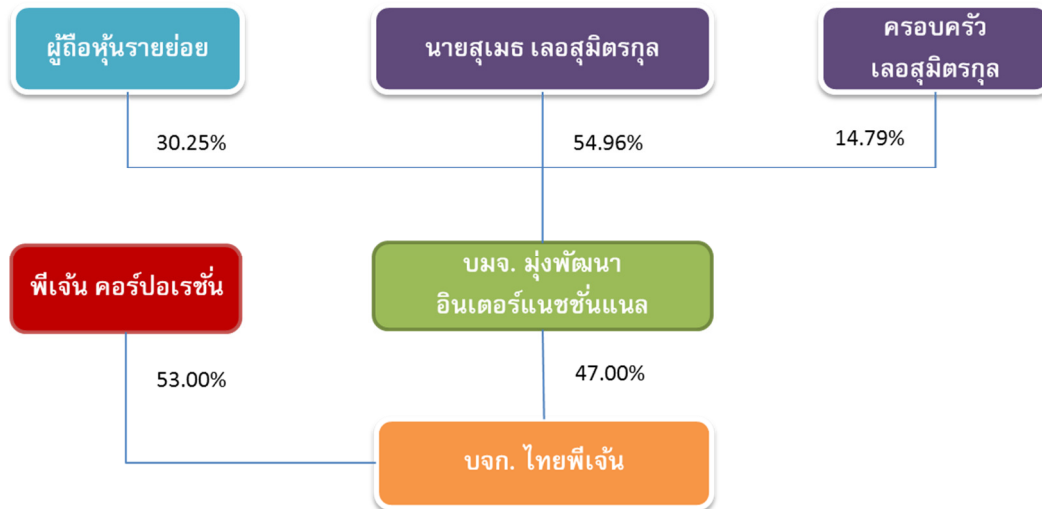 ผู้ถือหุ้นรายย่อย
นายสุเมธ เลอสุมิตรกุล
ครอบครัว
เลอสุมิตรกุล
30.25%
54.96%
14.79%
พีเจ้น คอร์ปอเรชั่น
บมจ. มุ่งพัฒนา
อินเตอร์แนชชั่นแนล
53.00%
47.00%
บจก. ไทยพีเจ้น